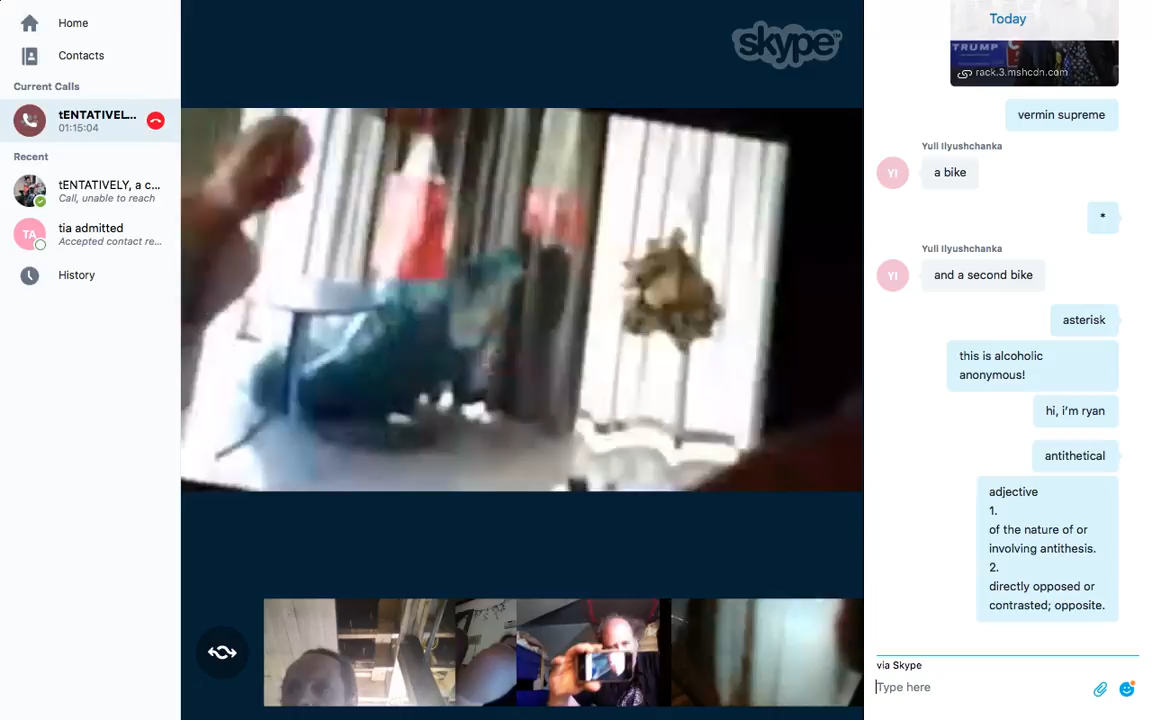 Home
Contacts
Current Calls
tENTATIVEL...
01:15:04
Recent
tENTATIVELY, a c...
Call, unable to reach
TA
tia admitted
Accepted contact re...
History
skype™
Today
TRUMP
rack.3.mshcdn.com
vermin supreme
Yuli Ilyushchanka
YI
a bike
*
Yuli Ilyushchanka
YI
and a second bike
asterisk
this is alcoholic
anonymous!
hi, i'm ryan
antithetical
adjective
1.
of the nature of or
involving antithesis.
2.
directly opposed or
contrasted; opposite.
via Skype
Type here